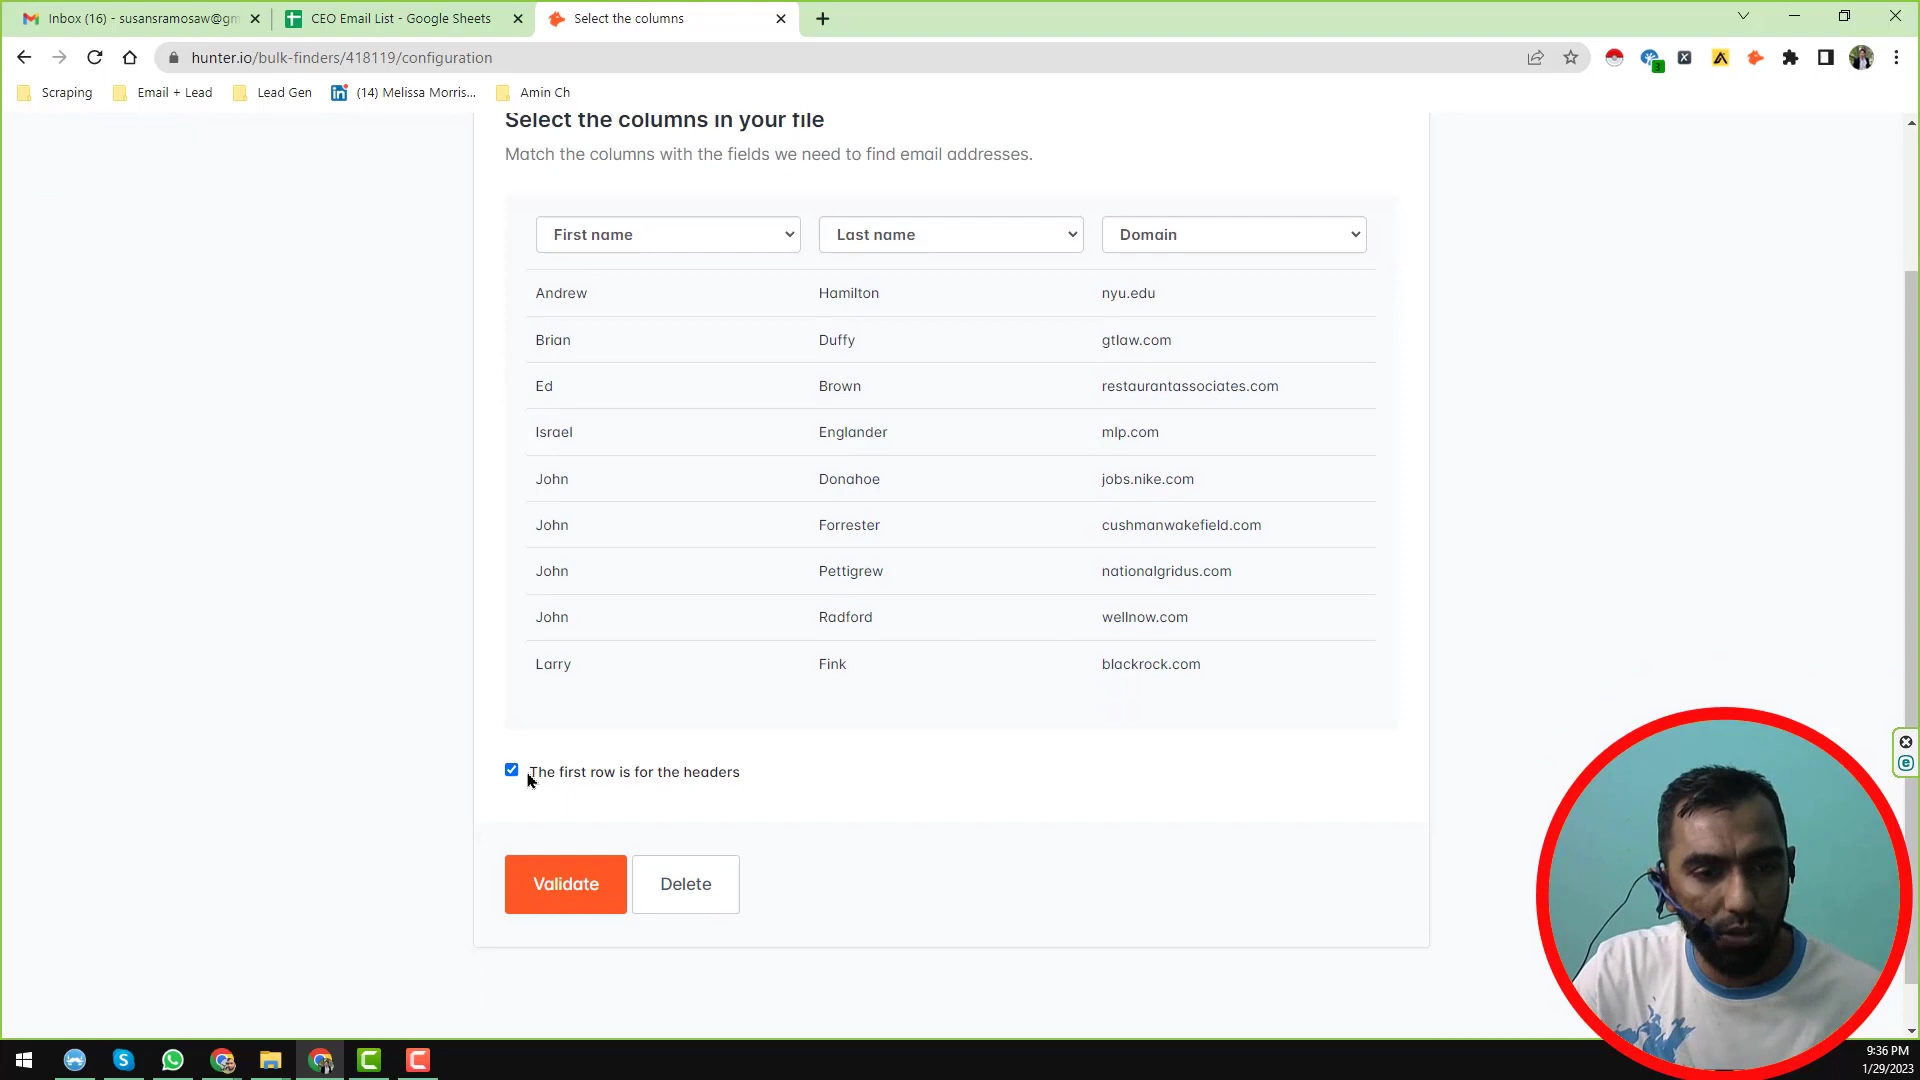 Inbox (16) - susansramosaw@gm
CEO Email List - Google Sheets
Select the columns
hunter.io/bulk-finders/418119/configuration
3
Scraping
Email + Lead
Lead Gen
(14) Melissa Morris...
Amin Ch
Select the columns in your file
Match the columns with the fields we need to find email addresses.
First name Last name Domain
Andrew Hamilton nyu.edu
Brian Duffy gtlaw.com
Ed Brown restaurantassociates.com
Israel Englander mlp.com
John Donahoe jobs.nike.com
John Forrester cushmanwakefield.com
John Pettigrew nationalgridus.com
John Radford wellnow.com
Larry Fink blackrock.com
The first row is for the headers
Validate
Delete
9:36 PM
1/29/2023